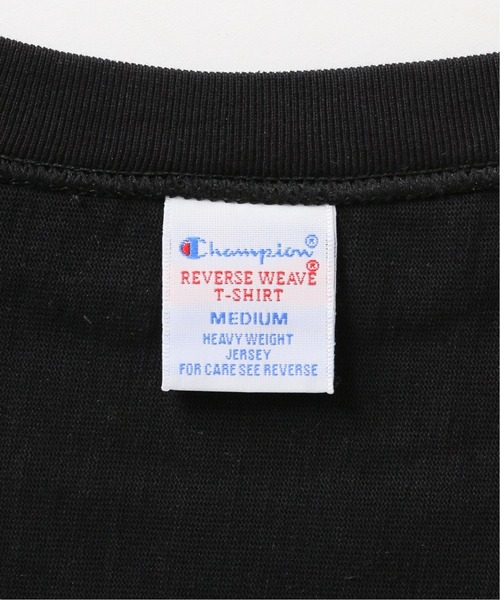 Champion®
REVERSE WEAVE®
T-SHIRT
MEDIUM
HEAVY WEIGHT
JERSEY
FOR CARE SEE REVERSE